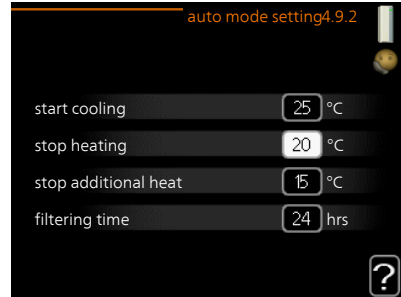 auto mode setting4.9.2
start cooling 25 °C
stop heating 20 °C
stop additional heat 15 °C
filtering time 24 hrs
?